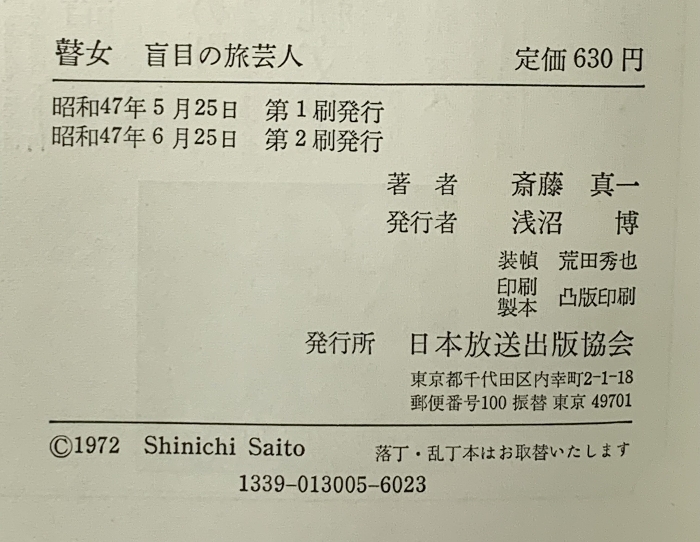 瞽女　盲目の旅芸人　定価 630 円
昭和47年 5 月25日　第 1 刷発行
昭和47年 6 月25日　第 2 刷発行
著　者　斎藤　真一
発行者　浅沼　博
装幀　荒田秀也
印刷
製本　凸版印刷
発行所　日本放送出版協会
東京都千代田区内幸町2-1-18
郵便番号100 振替 東京 49701
©1972　Shinichi Saito　落丁・乱丁本はお取替いたします
1339-013005-6023